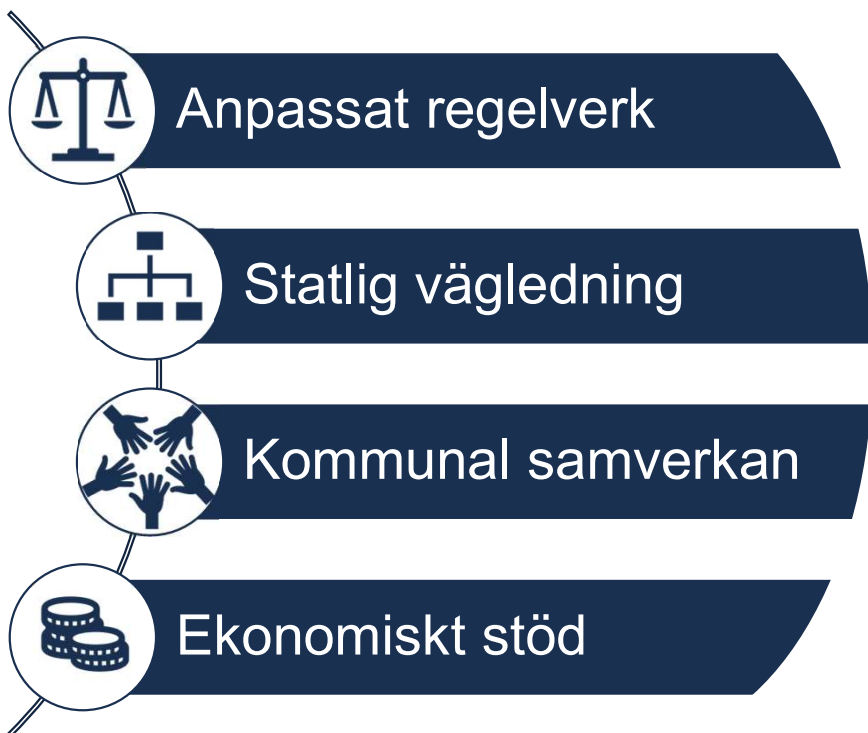 Anpassat regelverk
Statlig vägledning
Kommunal samverkan
Ekonomiskt stöd